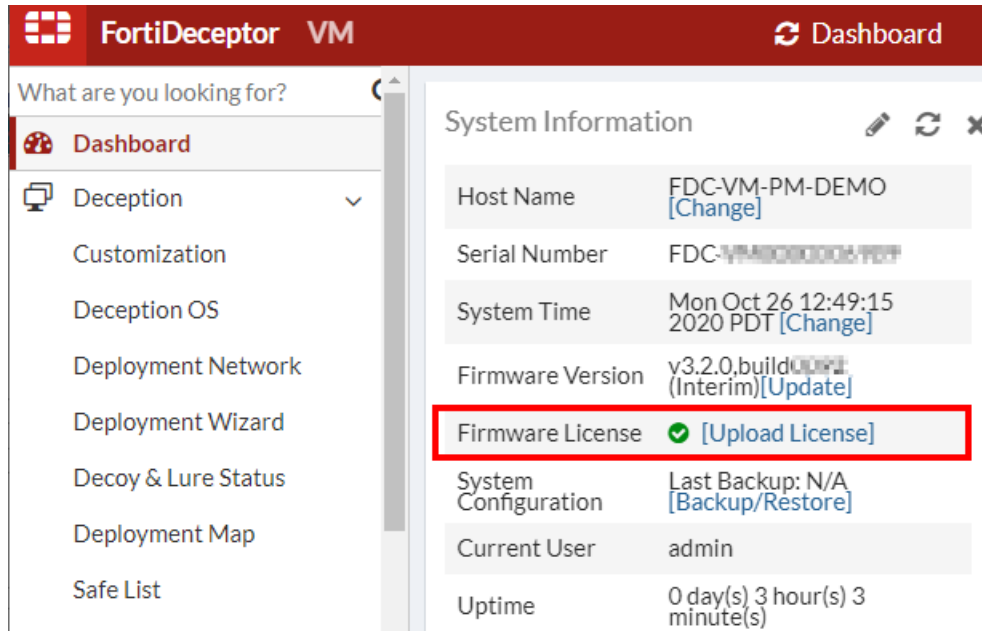 FortiDeceptor VM
Dashboard
What are you looking for?
Dashboard
Deception
Customization
Deception OS
Deployment Network
Deployment Wizard
Decoy & Lure Status
Deployment Map
Safe List
System Information
Host Name
FDC-VM-PM-DEMO
[Change]
Serial Number
FDC-
System Time
Mon Oct 26 12:49:15
2020 PDT [Change]
Firmware Version
v3.2.0,build
(Interim)[Update]
Firmware License
[Upload License]
System
Configuration
Last Backup: N/A
[Backup/Restore]
Current User
admin
Uptime
0 day(s) 3 hour(s) 3
minute(s)